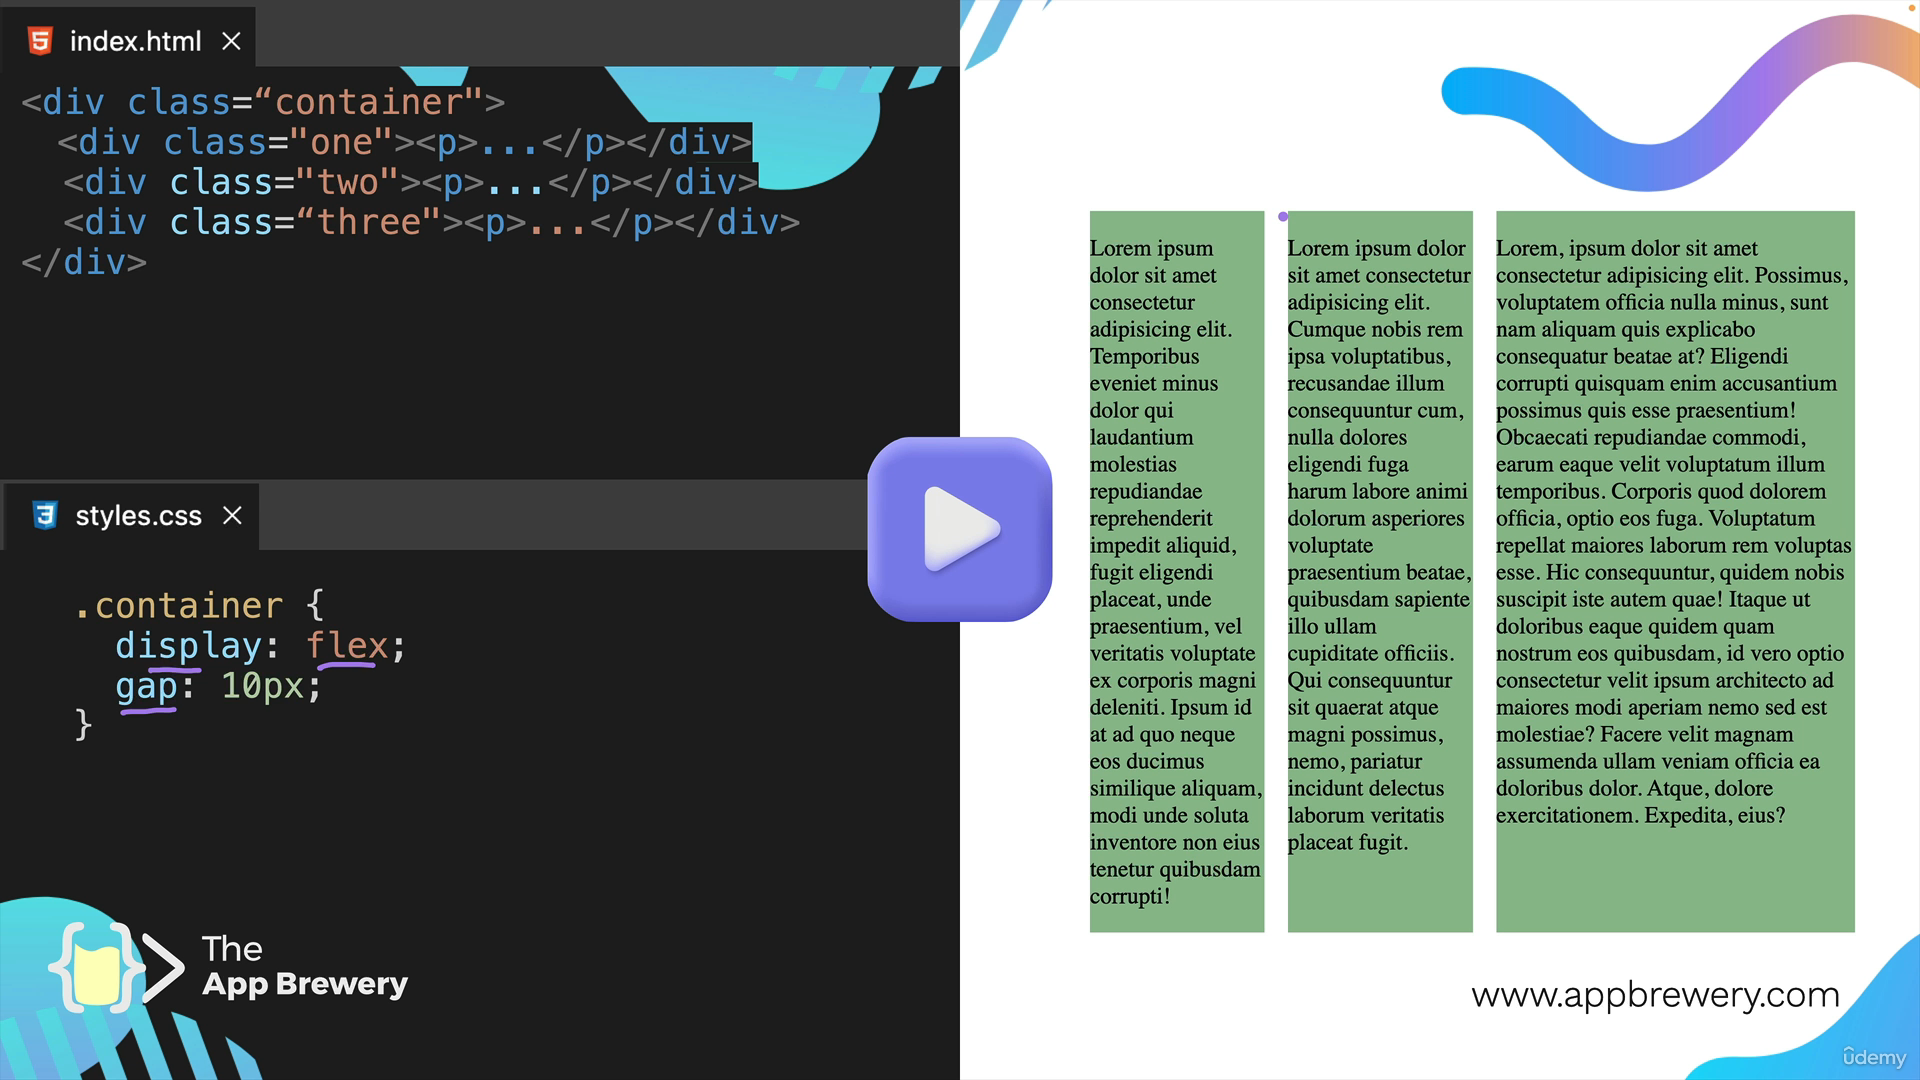 index.html
<div class=“container">
<div class="one"><p>...</p></div>
<div class="two"><p>...</p></div>
<div class=“three"><p>...</p></div>
</div>
styles.css
.container {
display: flex;
gap: 10px;
}
The
App Brewery
Lorem ipsum
dolor sit amet
consectetur
adipisicing elit.
Temporibus
eveniet minus
dolor qui
laudantium
molestias
repudiandae
reprehenderit
impedit aliquid,
fugit eligendi
placeat, unde
praesentium, vel
veritatis voluptate
ex corporis magni
deleniti. Ipsum id
at ad quo neque
eos ducimus
similique aliquam,
modi unde soluta
inventore non eius
tenetur quibusdam
corrupti!
Lorem ipsum dolor
sit amet consectetur
adipisicing elit.
Cumque nobis rem
ipsa voluptatibus,
recusandae illum
consequuntur cum,
nulla dolores
eligendi fuga
harum labore animi
dolorum asperiores
voluptate
praesentium beatae,
quibusdam sapiente
illo ullam
cupiditate officiis.
Qui consequuntur
sit quaerat atque
magni possimus,
nemo, pariatur
incidunt delectus
laborum veritatis
placeat fugit.
Lorem, ipsum dolor sit amet
consectetur adipisicing elit. Possimus,
voluptatem officia nulla minus, sunt
nam aliquam quis explicabo
consequatur beatae at? Eligendi
corrupti quisquam enim accusantium
possimus quis esse praesentium!
Obcaecati repudiandae commodi,
earum eaque velit voluptatum illum
temporibus. Corporis quod dolorem
officia, optio eos fuga. Voluptatum
repellat maiores laborum rem voluptas
esse. Hic consequuntur, quidem nobis
suscipit iste autem quae! Itaque ut
doloribus eaque quidem quam
nostrum eos quibusdam, id vero optio
consectetur velit ipsum architecto ad
maiores modi aperiam nemo sed est
molestiae? Facere velit magnam
assumenda ullam veniam officia ea
doloribus dolor. Atque, dolore
exercitationem. Expedita, eius?
www.appbrewery.com
udemy